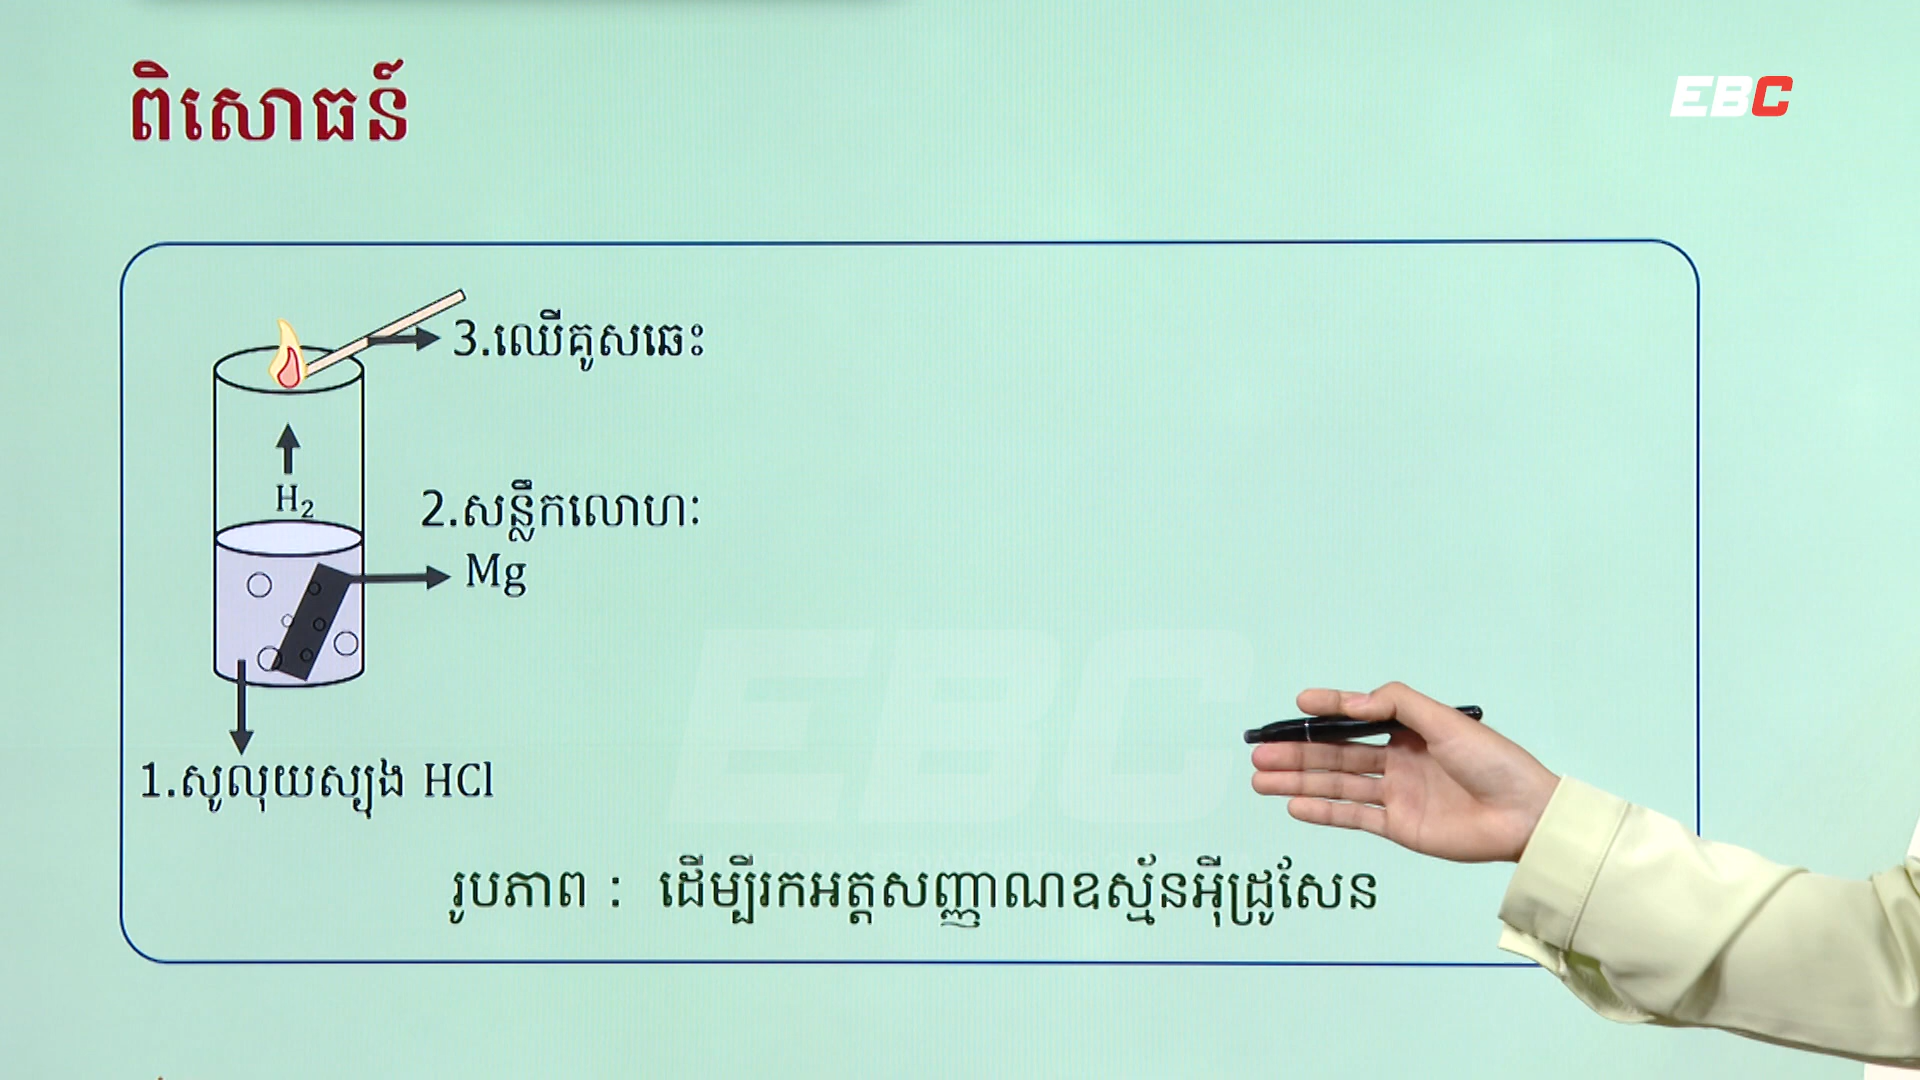 ពិសោធន៍
EBC
3.ឈើគូសឆេះ
H₂
2.សន្លឹកលោហៈ
Mg
1.សូលុយស្យុង HCl
EBC
រូបភាព : ដើម្បីរកអត្តសញ្ញាណឧស្ម័នអ៊ីដ្រូសែន